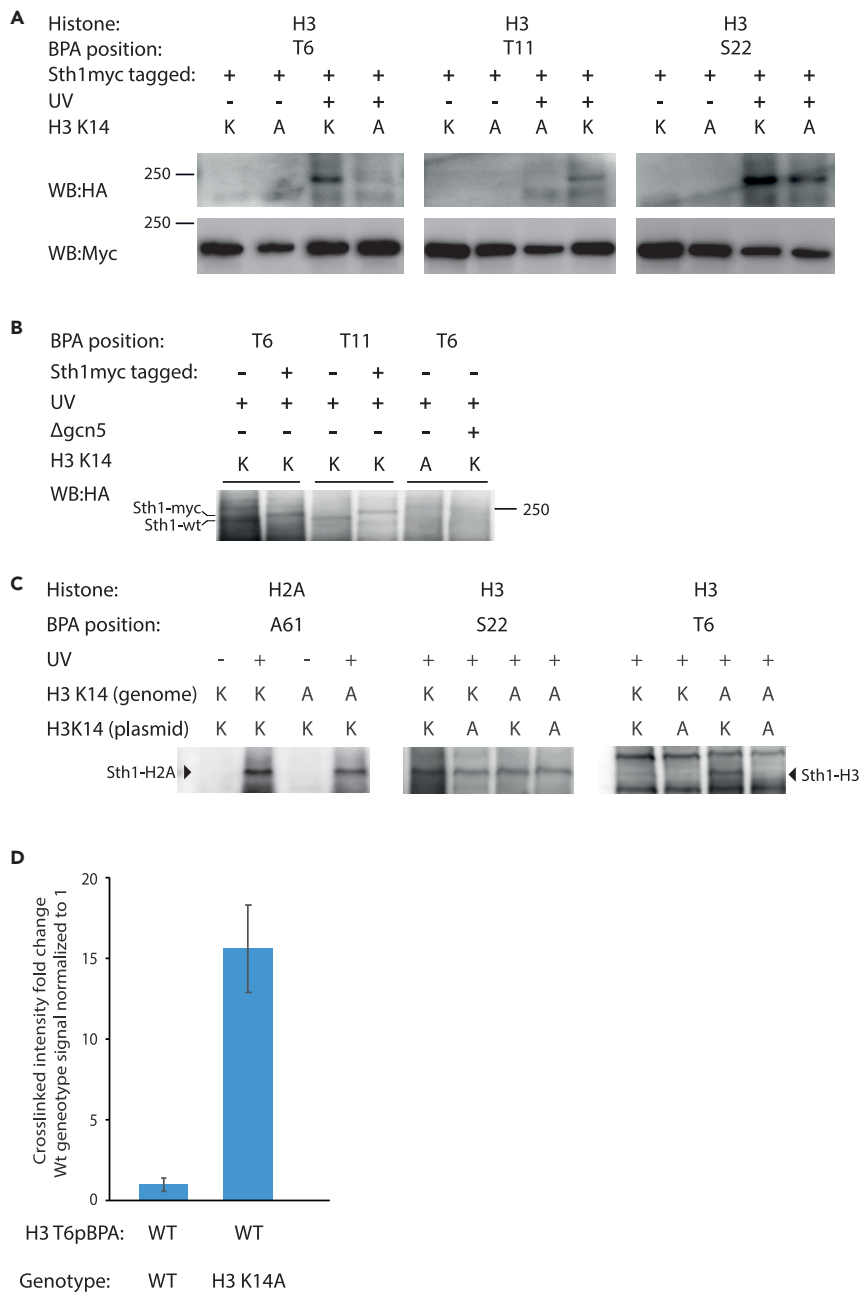 A
Histone: H3 H3 H3
BPA position: T6 T11 S22
Sth1myc tagged: + + + + + + + + + + + +
UV - - + + - - + + - - + +
H3 K14 K A K A K A A K K A K A
250
WB:HA
250
WB:Myc
B
BPA position: T6 T11 T6
Sth1myc tagged: - + - + - -
UV + + + + + +
Δgcn5 - - - - - +
H3 K14 K K K K A K
WB:HA
Sth1-myc 250
Sth1-wt
C
Histone: H2A H3 H3
BPA position: A61 S22 T6
UV - + - + + + + + + + + +
H3 K14 (genome) K K A A K K A A K K A A
H3K14 (plasmid) K K K K K A K A K A K A
Sth1-H2A Sth1-H3
D
Crosslinked intensity fold change
Wt geneotype signal normalized to 1
20
15
10
5
0
H3 T6pBPA: WT WT
Genotype: WT H3 K14A